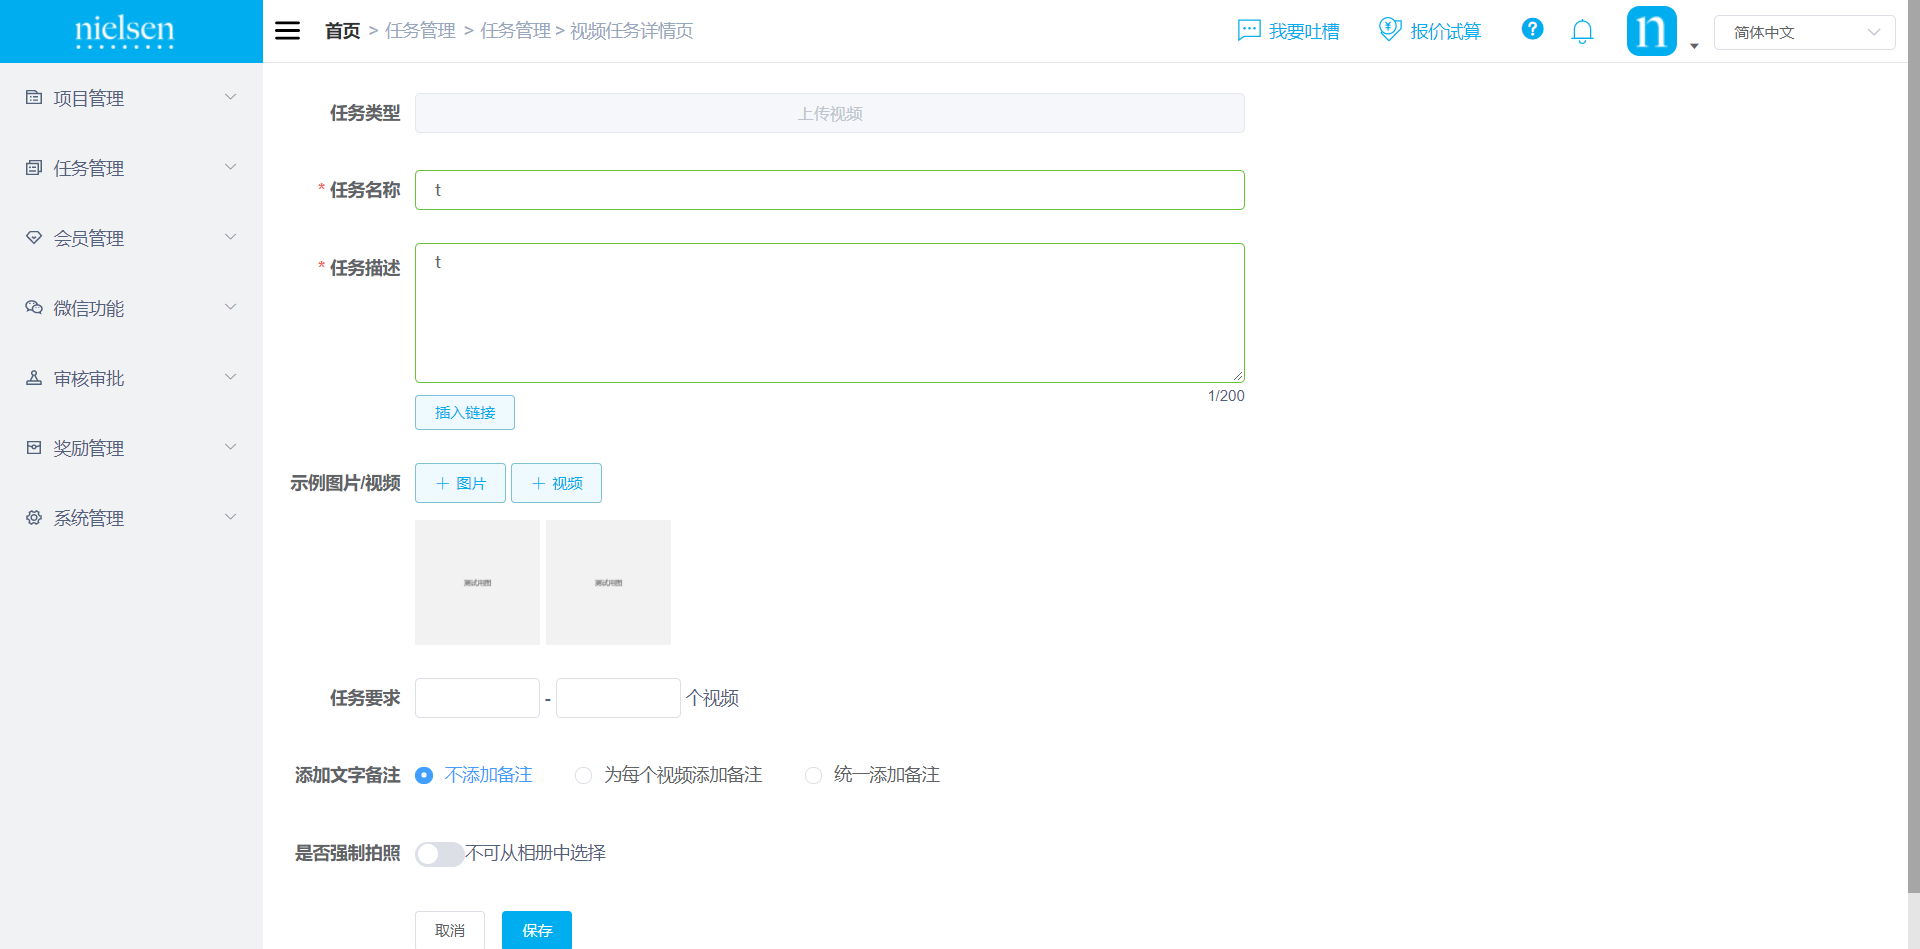 nielsen
首页 > 任务管理 > 任务管理 > 视频任务详情页
我要吐槽
报价试算
?
n
简体中文
项目管理
任务管理
会员管理
微信功能
审核审批
奖励管理
系统管理
任务类型
上传视频
* 任务名称
t
* 任务描述
t
1/200
插入链接
示例图片/视频
+ 图片
+ 视频
测试用图
测试用图
任务要求
- 个视频
添加文字备注
不添加备注
为每个视频添加备注
统一添加备注
是否强制拍照
不可从相册中选择
取消
保存